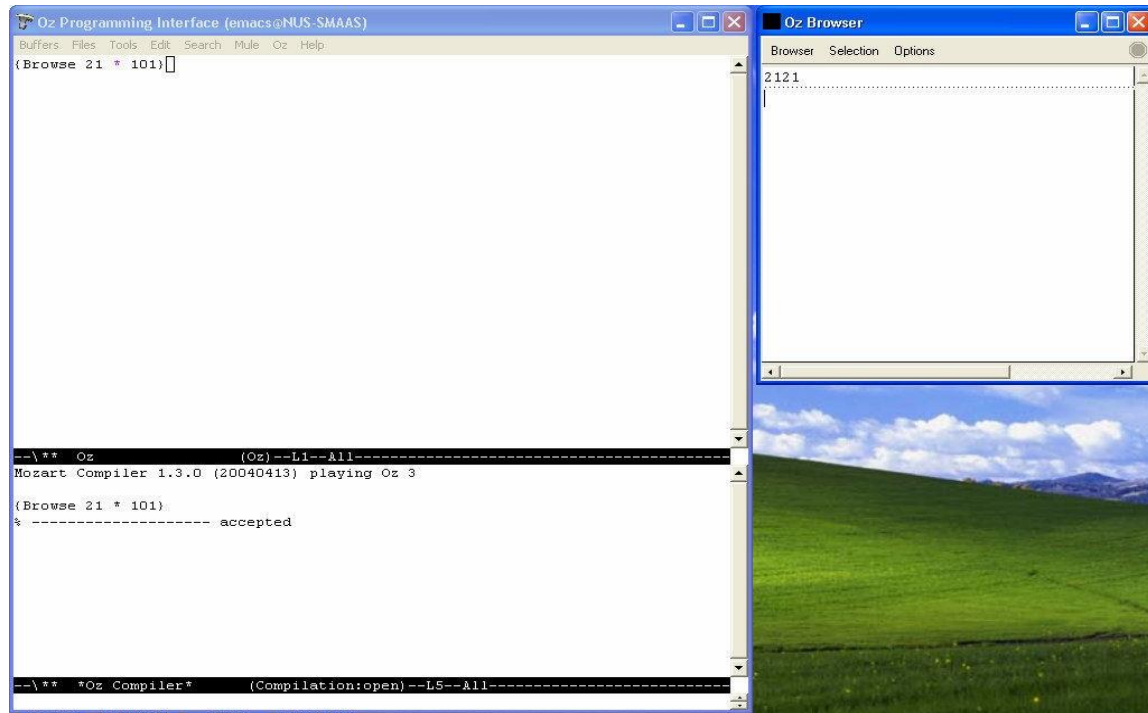 Oz Programming Interface (emacs@NUS-SMAAS)
Buffers Files Tools Edit Search Mule Oz Help
{Browse 21 * 101}
--\** Oz (Oz)--L1--All--------------------------------------------
Mozart Compiler 1.3.0 (20040413) playing Oz 3
{Browse 21 * 101}
% -------------------- accepted
--\** *Oz Compiler* (Compilation:open)--L5--All----------------------------
Oz Browser
Browser Selection Options
2121